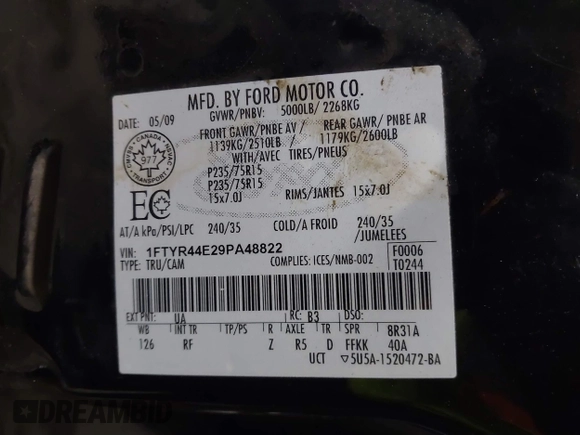 MFD. BY FORD MOTOR CO.
DATE: 05/09
GVWR/PNBV: 5000LB/ 2268KG
FRONT GAWR/PNBE AV / REAR GAWR/ PNBE AR
1139KG/2510LB 1179KG/2600LB
WITH/AVEC TIRES/PNEUS
P235/75R15
P235/75R15
15x7.0J RIMS/JANTES 15x7.0J
CANADA
977
TRANSPORT
EC
AT/A kPa/PSI/LPC 240/35 COLD/A FROID 240/35
/JUMELEES
VIN: 1FTYR44E29PA48822
TYPE: TRU/CAM COMPLIES: ICES/NMB-002
F0006
T0244
EXT PNT: UA RC: B3 DSO:
WB INT TR TP/PS R AXLE TR SPR 8R31A
126 RF Z R5 D FFKK 40A
UCT ▽5U5A-1520472-BA
DREAMBID